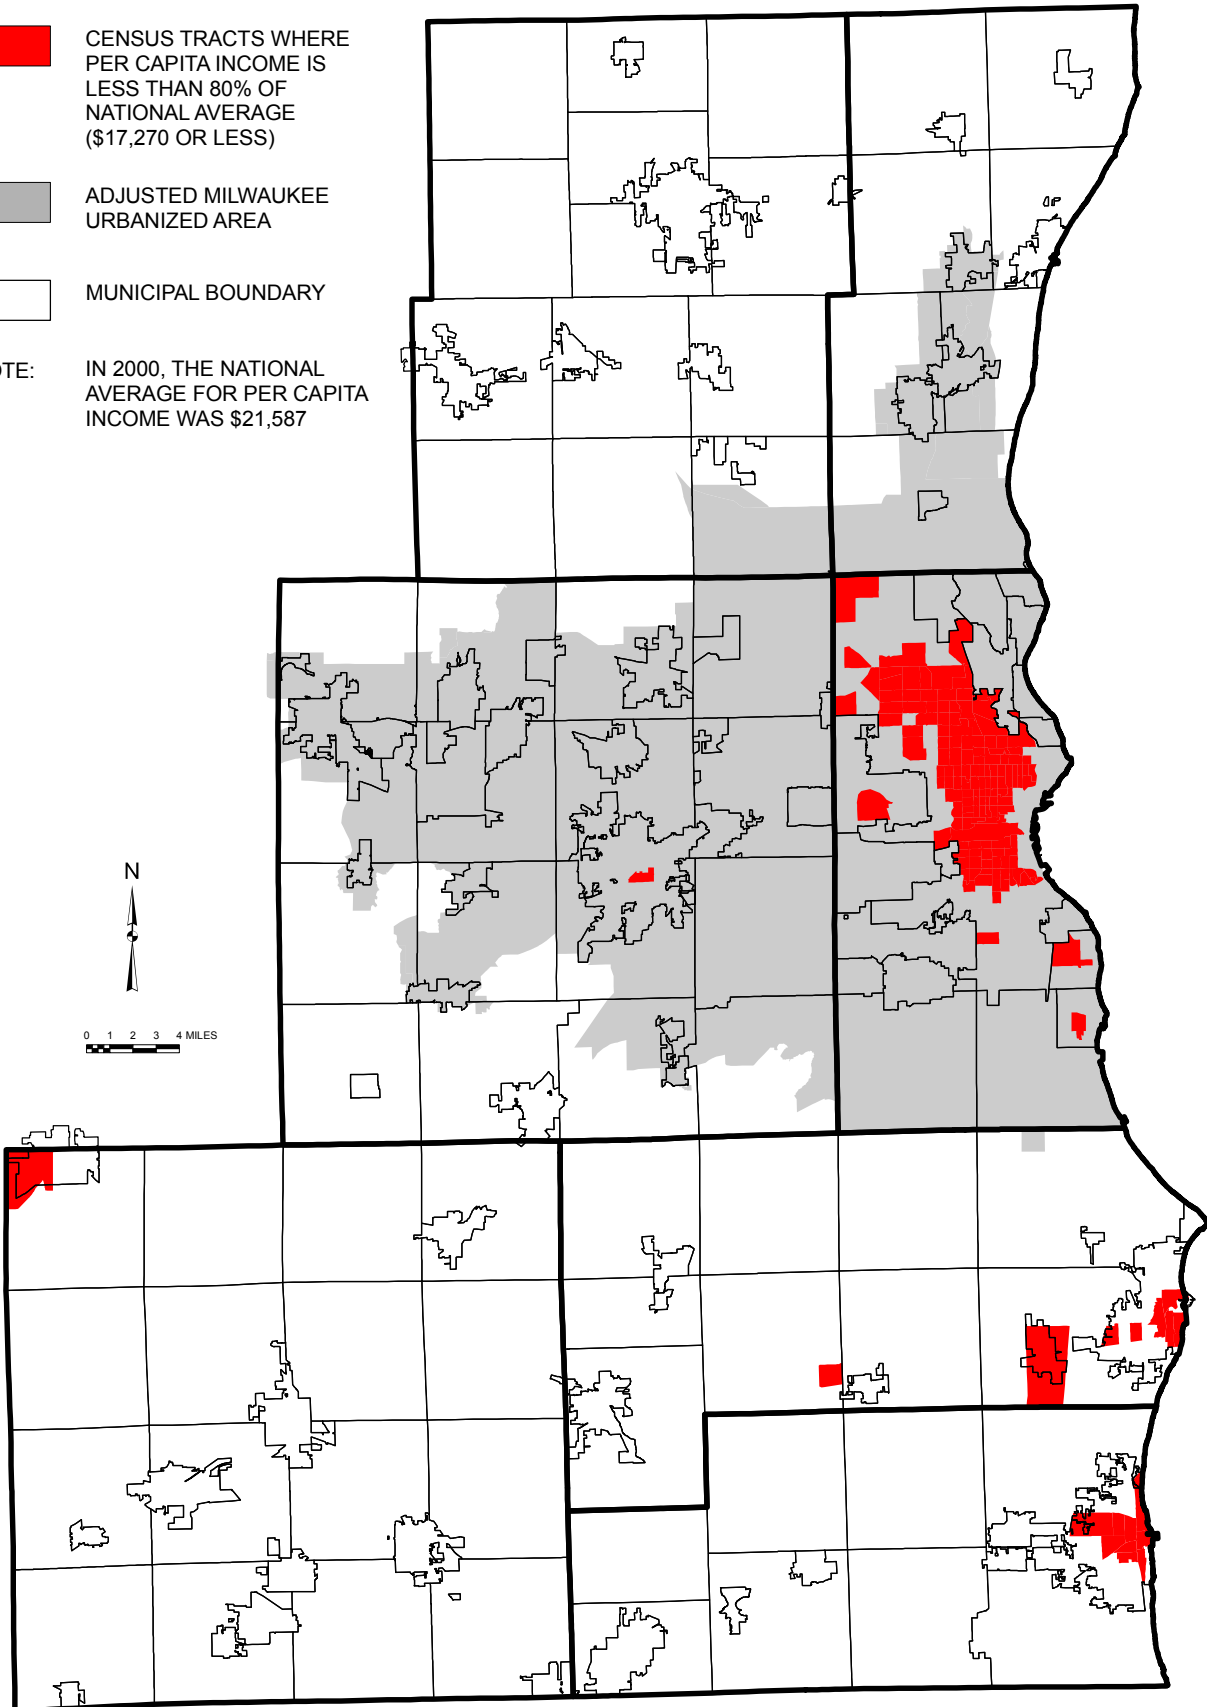 CENSUS TRACTS WHERE
PER CAPITA INCOME IS
LESS THAN 80% OF
NATIONAL AVERAGE
($17,270 OR LESS)
ADJUSTED MILWAUKEE
URBANIZED AREA
MUNICIPAL BOUNDARY
OTE: IN 2000, THE NATIONAL
AVERAGE FOR PER CAPITA
INCOME WAS $21,587
N
0 1 2 3 4 MILES